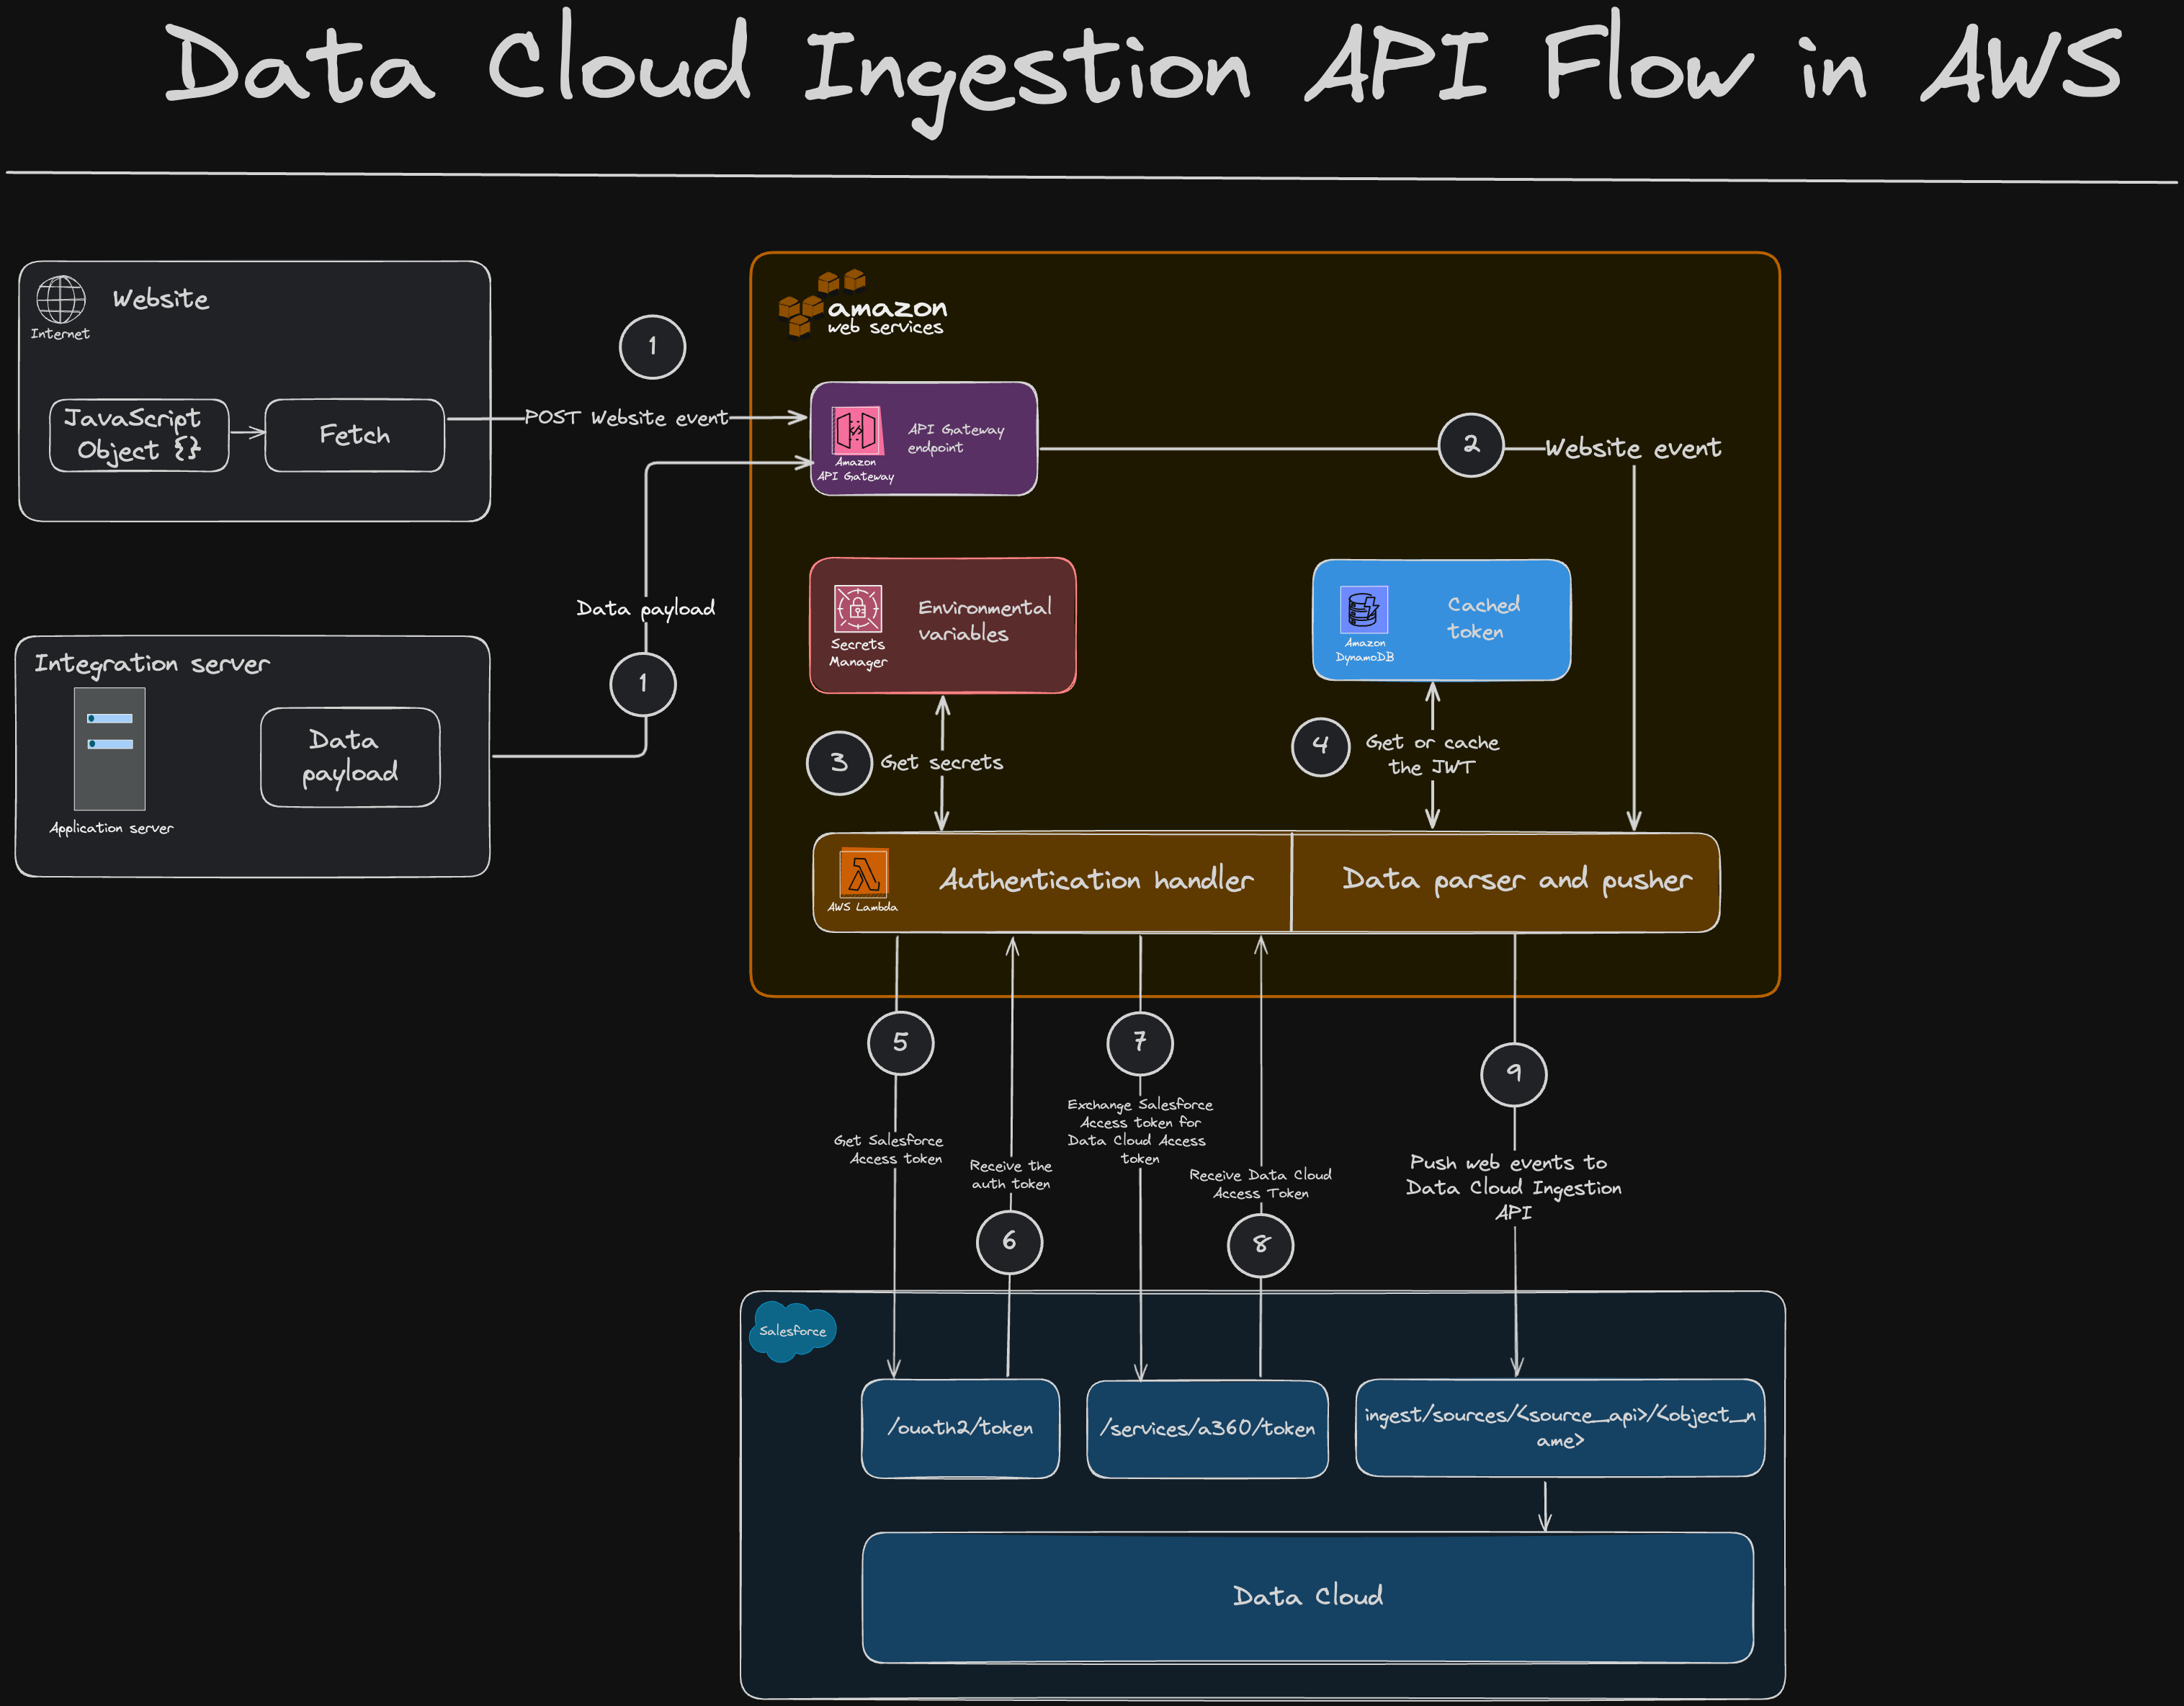 Data Cloud Ingestion API Flow in AWS
Website
Internet
JavaScript
Object {}
Fetch
1
POST Website event
amazon
web services
Amazon
API Gateway
API Gateway
endpoint
2
Website event
Data payload
1
Integration server
Application server
Data
payload
Secrets
Manager
Environmental
variables
Amazon
DynamoDB
Cached
token
3
Get secrets
4
Get or cache
the JWT
AWS Lambda
Authentication handler
Data parser and pusher
5
Get Salesforce
Access token
Receive the
auth token
6
7
Exchange Salesforce
Access token for
Data Cloud Access
token
Receive Data Cloud
Access Token
8
9
Push web events to
Data Cloud Ingestion
API
Salesforce
/ouath2/token
/services/a360/token
ingest/sources/<source_api>/<object_n
ame>
Data Cloud